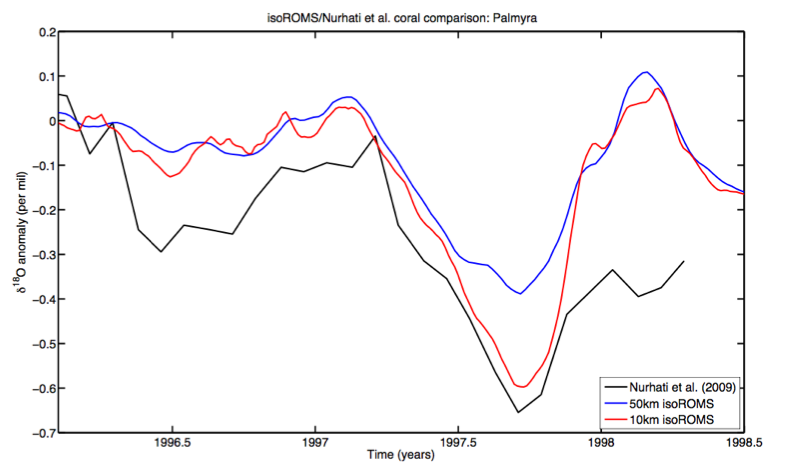 isoROMS/Nurhati et al. coral comparison: Palmyra
0.2
0.1
0
−0.1
−0.2
−0.3
−0.4
−0.5
−0.6
−0.7
δ18O anomaly (per mil)
1996.5
1997
1997.5
1998
1998.5
Time (years)
Nurhati et al. (2009)
50km isoROMS
10km isoROMS